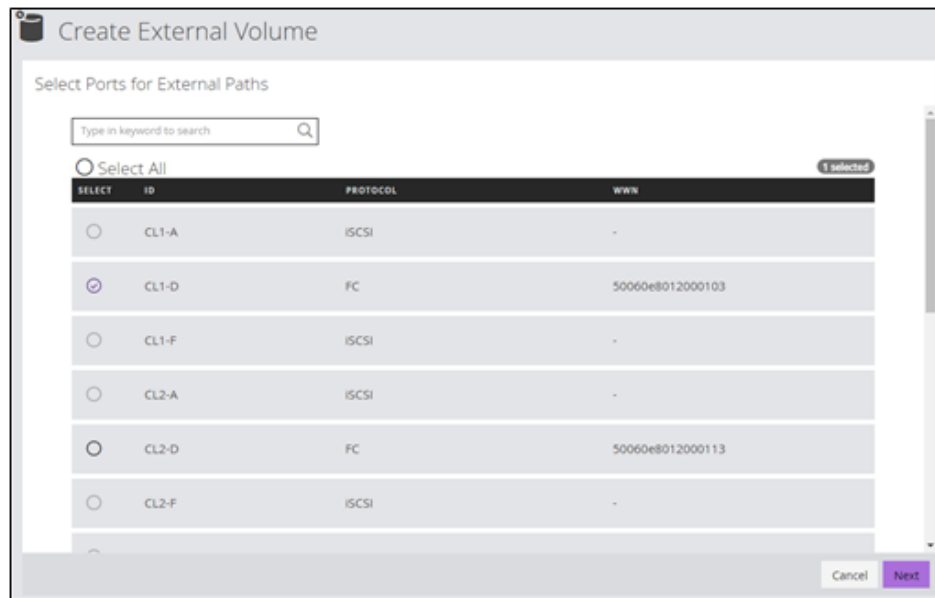 Create External Volume
Select Ports for External Paths
Type in keyword to search
Select All
1 selected
SELECT ID PROTOCOL WWN
CL1-A iSCSI -
CL1-D FC 50060e8012000103
CL1-F iSCSI -
CL2-A iSCSI -
CL2-D FC 50060e8012000113
CL2-F iSCSI -
Cancel Next